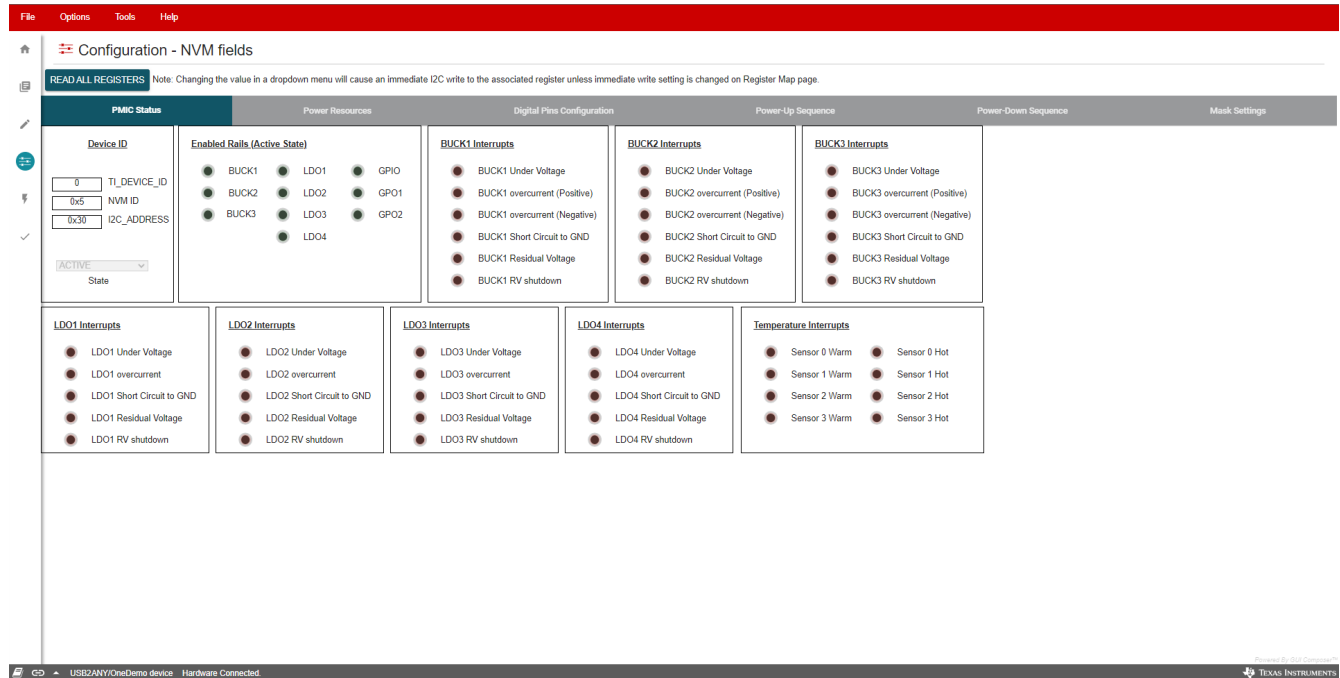 File Options Tools Help
Configuration - NVM fields
READ ALL REGISTERS Note: Changing the value in a dropdown menu will cause an immediate I2C write to the associated register unless immediate write setting is changed on Register Map page.
PMIC Status Power Resources Digital Pins Configuration Power-Up Sequence Power-Down Sequence Mask Settings
Device ID
0 TI_DEVICE_ID
0x5 NVM ID
0x30 I2C_ADDRESS
ACTIVE
State
Enabled Rails (Active State)
BUCK1 LDO1 GPIO
BUCK2 LDO2 GPO1
BUCK3 LDO3 GPO2
LDO4
BUCK1 Interrupts
BUCK1 Under Voltage
BUCK1 overcurrent (Positive)
BUCK1 overcurrent (Negative)
BUCK1 Short Circuit to GND
BUCK1 Residual Voltage
BUCK1 RV shutdown
BUCK2 Interrupts
BUCK2 Under Voltage
BUCK2 overcurrent (Positive)
BUCK2 overcurrent (Negative)
BUCK2 Short Circuit to GND
BUCK2 Residual Voltage
BUCK2 RV shutdown
BUCK3 Interrupts
BUCK3 Under Voltage
BUCK3 overcurrent (Positive)
BUCK3 overcurrent (Negative)
BUCK3 Short Circuit to GND
BUCK3 Residual Voltage
BUCK3 RV shutdown
LDO1 Interrupts
LDO1 Under Voltage
LDO1 overcurrent
LDO1 Short Circuit to GND
LDO1 Residual Voltage
LDO1 RV shutdown
LDO2 Interrupts
LDO2 Under Voltage
LDO2 overcurrent
LDO2 Short Circuit to GND
LDO2 Residual Voltage
LDO2 RV shutdown
LDO3 Interrupts
LDO3 Under Voltage
LDO3 overcurrent
LDO3 Short Circuit to GND
LDO3 Residual Voltage
LDO3 RV shutdown
LDO4 Interrupts
LDO4 Under Voltage
LDO4 overcurrent
LDO4 Short Circuit to GND
LDO4 Residual Voltage
LDO4 RV shutdown
Temperature Interrupts
Sensor 0 Warm Sensor 0 Hot
Sensor 1 Warm Sensor 1 Hot
Sensor 2 Warm Sensor 2 Hot
Sensor 3 Warm Sensor 3 Hot
Powered By GUI Composer™
USB2ANY/OneDemo device Hardware Connected. TEXAS INSTRUMENTS